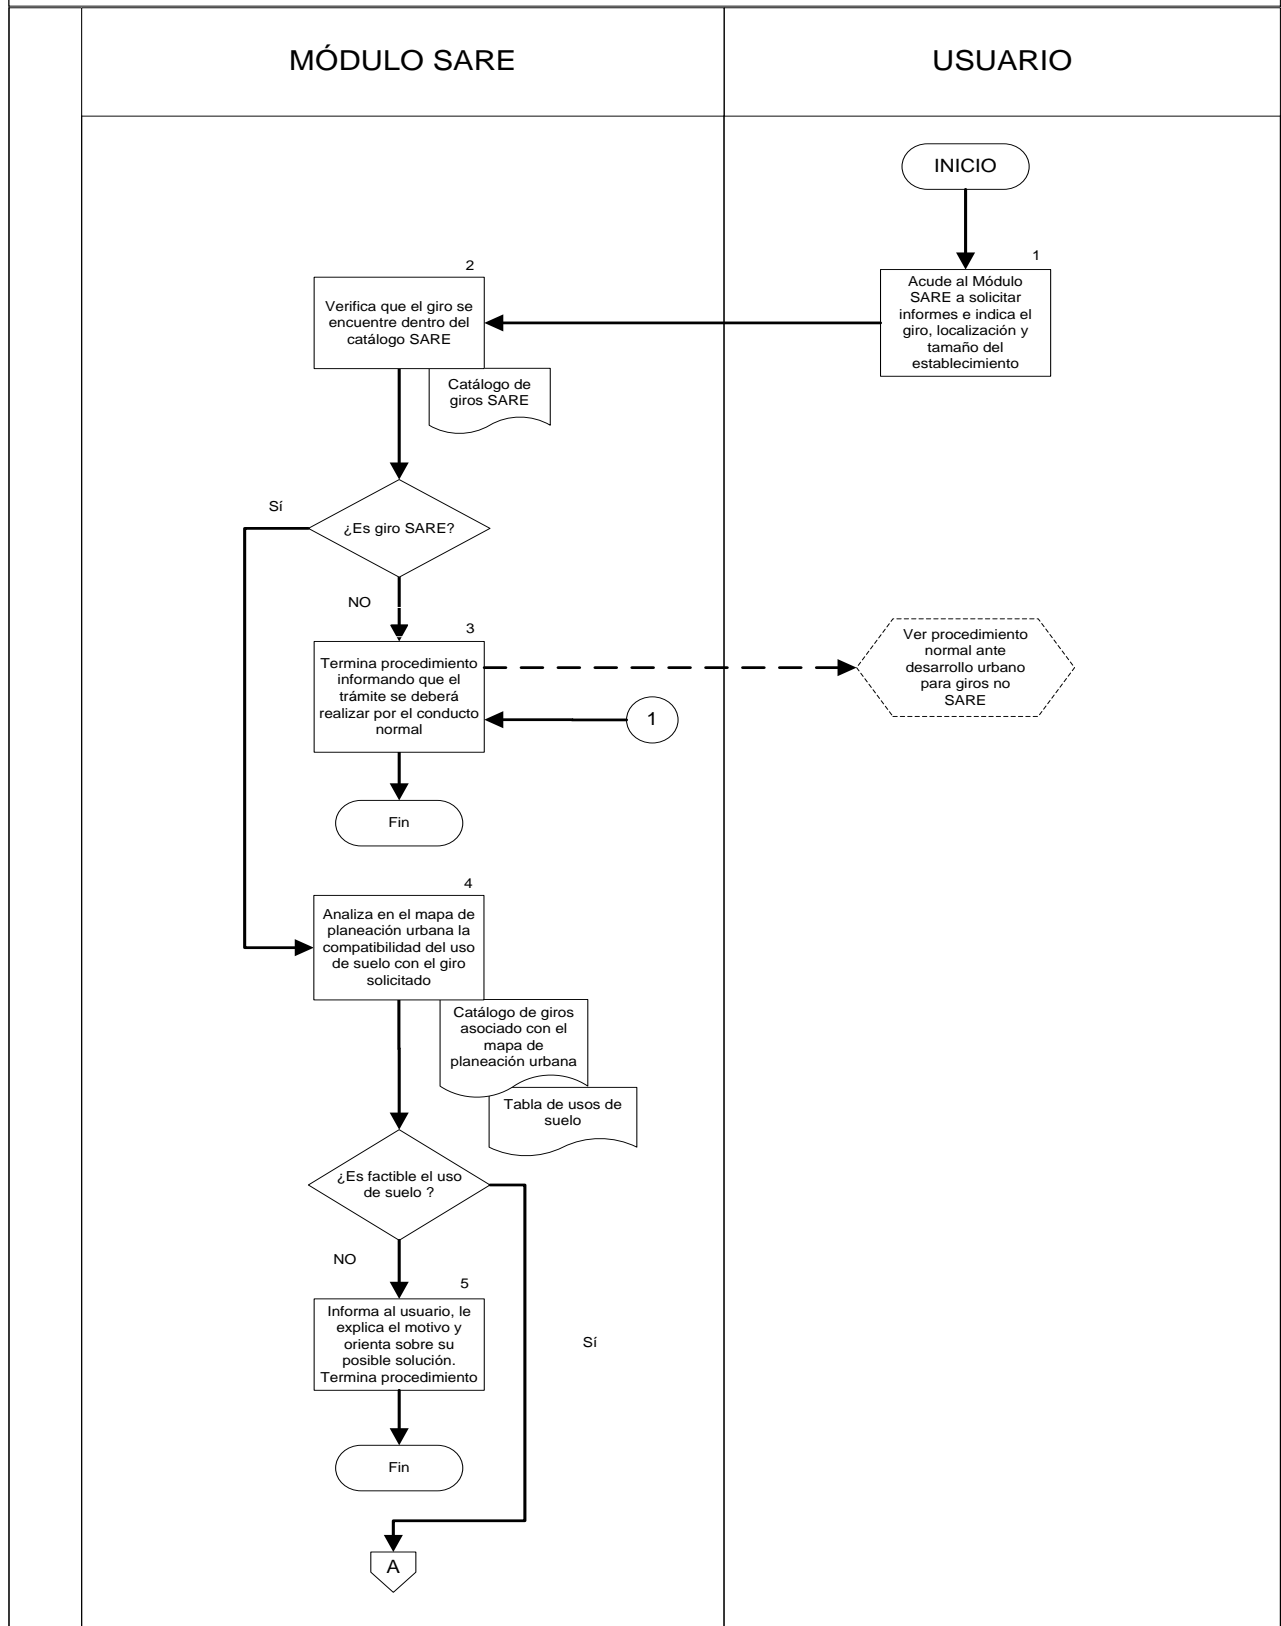 MÓDULO SARE
USUARIO
INICIO
1
Acude al Módulo
SARE a solicitar
informes e indica el
giro, localización y
tamaño del
establecimiento
2
Verifica que el giro se
encuentre dentro del
catálogo SARE
Catálogo de
giros SARE
Sí
¿Es giro SARE?
NO
3
Termina procedimiento
informando que el
trámite se deberá
realizar por el conducto
normal
Ver procedimiento
normal ante
desarrollo urbano
para giros no
SARE
1
Fin
4
Analiza en el mapa de
planeación urbana la
compatibilidad del uso
de suelo con el giro
solicitado
Catálogo de giros
asociado con el
mapa de
planeación urbana
Tabla de usos de
suelo
¿Es factible el uso
de suelo ?
NO
5
Informa al usuario, le
explica el motivo y
orienta sobre su
posible solución.
Termina procedimiento
Sí
Fin
A